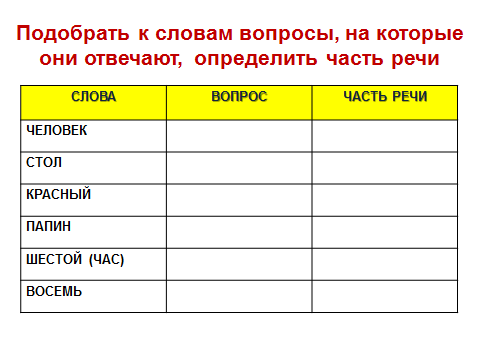 Подобрать к словам вопросы, на которые
они отвечают, определить часть речи
СЛОВА ВОПРОС ЧАСТЬ РЕЧИ
ЧЕЛОВЕК
СТОЛ
КРАСНЫЙ
ПАПИН
ШЕСТОЙ (ЧАС)
ВОСЕМЬ